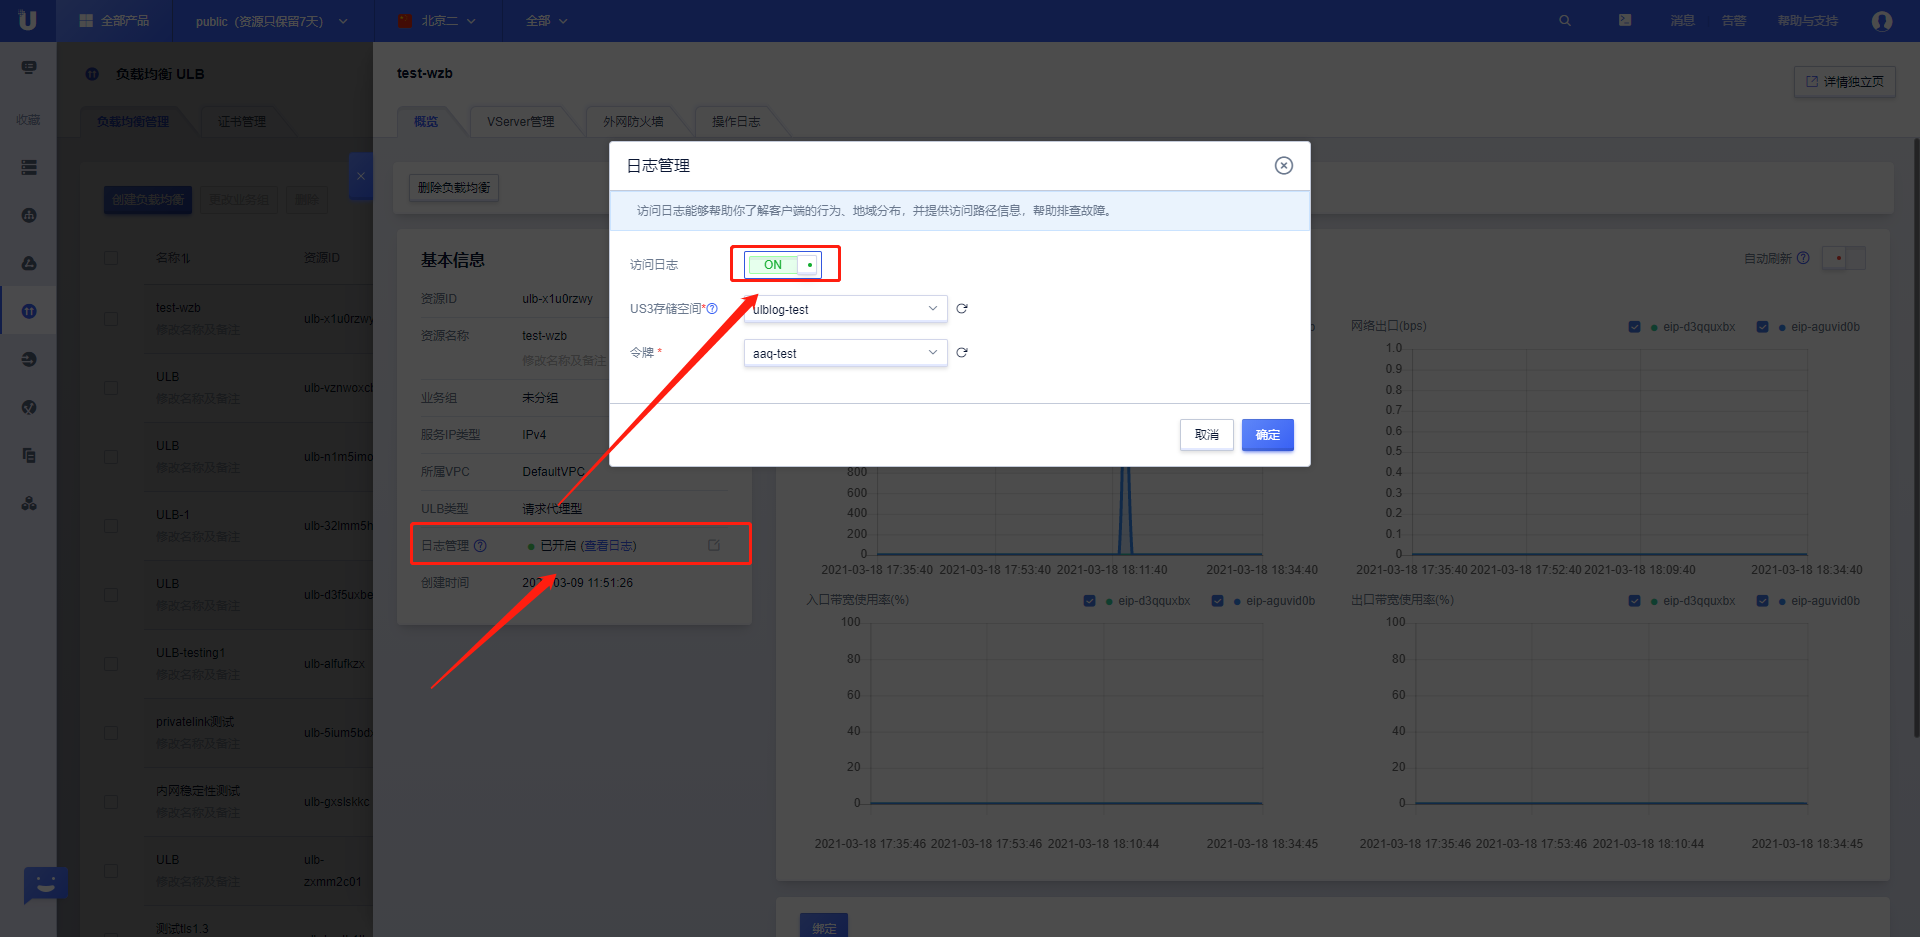 全部产品
public（资源只保留7天）
北京二
全部
消息
告警
帮助与支持
收藏
负载均衡 ULB
负载均衡管理
证书管理
创建负载均衡
更改业务组
删除
名称
资源ID
test-wzb
修改名称及备注
ulb-x1u0rzwy
ULB
修改名称及备注
ULB
修改名称及备注
ulb-n1m5imo
ULB-1
修改名称及备注
ulb-32lmm5h
ULB
修改名称及备注
ulb-d3f5uxbe
ULB-testing1
修改名称及备注
ulb-alfufkzx
privatelink测试
修改名称及备注
ulb-5ium5bdx
内网稳定性测试
修改名称及备注
ulb-gxslskkc
ULB
修改名称及备注
ulb-
zxmm2c01
测试tls1.3
test-wzb
详情独立页
概览
VServer管理
外网防火墙
操作日志
删除负载均衡
基本信息
资源ID
ulb-x1u0rzwy
资源名称
test-wzb
修改名称及备注
业务组
未分组
服务IP类型
IPv4
所属VPC
DefaultVPC
ULB类型
请求代理型
日志管理
已开启 (查看日志)
创建时间
03-09 11:51:26
日志管理
访问日志能够帮助你了解客户端的行为、地域分布，并提供访问路径信息，帮助排查故障。
访问日志
ON
US3存储空间*
ulblog-test
令牌 *
aaq-test
取消
确定
自动刷新
800
600
400
200
0
2021-03-18 17:35:40 2021-03-18 17:53:40 2021-03-18 18:11:40 2021-03-18 18:34:40
网络出口(bps)
eip-d3qquxbx
eip-aguvid0b
1.0
0.9
0.8
0.7
0.6
0.5
0.4
0.3
0.2
0.1
0
2021-03-18 17:35:40 2021-03-18 17:52:40 2021-03-18 18:09:40 2021-03-18 18:34:40
入口带宽使用率(%)
eip-d3qquxbx
eip-aguvid0b
100
80
60
40
20
0
2021-03-18 17:35:46 2021-03-18 17:53:46 2021-03-18 18:10:44 2021-03-18 18:34:45
出口带宽使用率(%)
eip-d3qquxbx
eip-aguvid0b
100
80
60
40
20
0
2021-03-18 17:35:46 2021-03-18 17:53:46 2021-03-18 18:10:44 2021-03-18 18:34:45
绑定